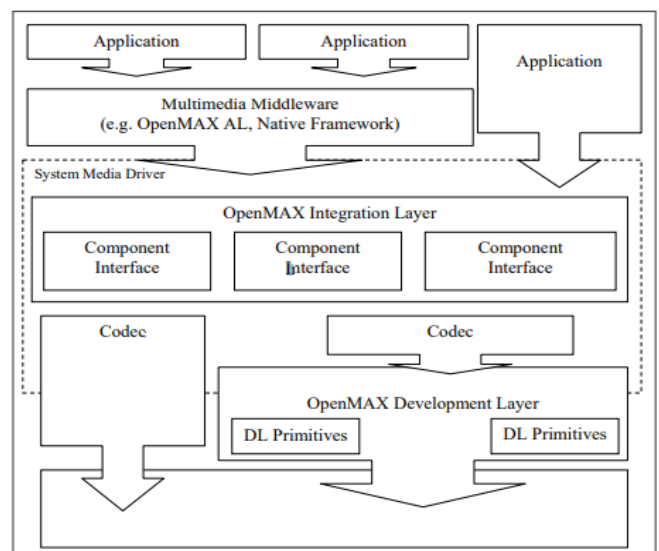 Application
Application
Application
Multimedia Middleware
(e.g. OpenMAX AL, Native Framework)
System Media Driver
OpenMAX Integration Layer
Component
Interface
Component
Interface
Component
Interface
Codec
Codec
OpenMAX Development Layer
DL Primitives
DL Primitives